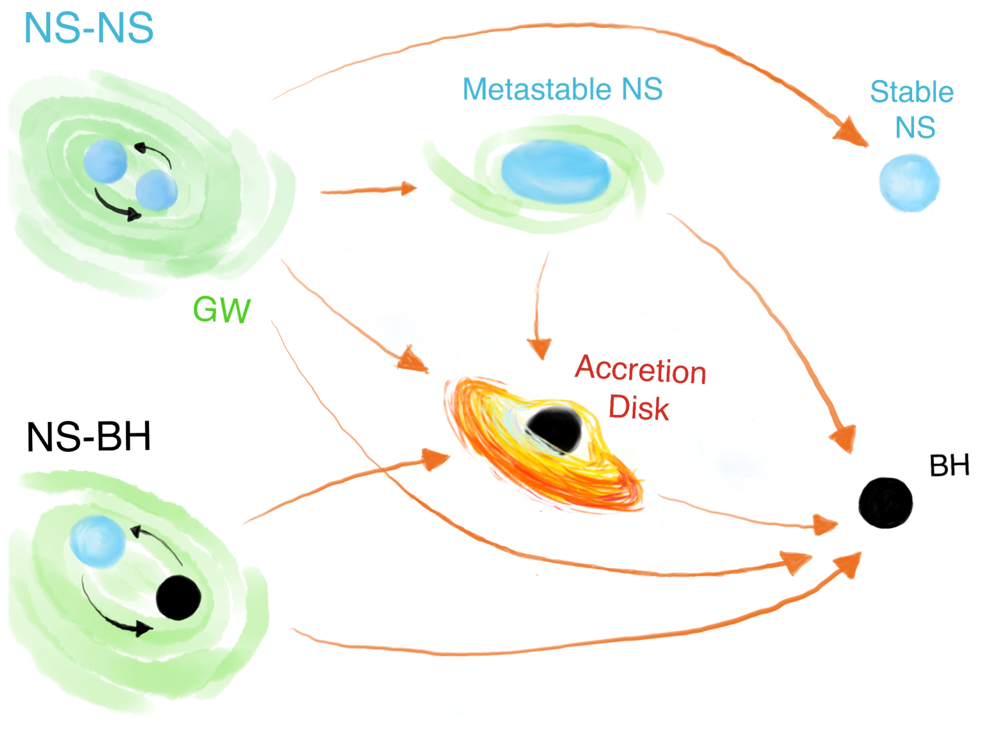 NS-NS
Metastable NS
Stable
NS
GW
Accretion
Disk
NS-BH
BH